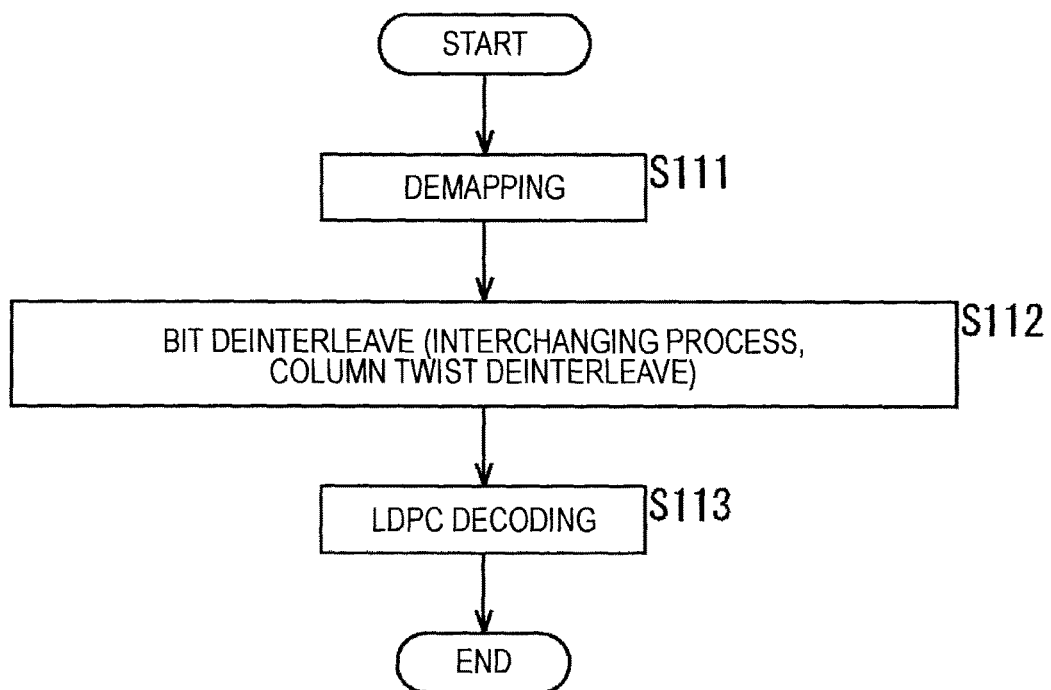 START
DEMAPPING
S111
BIT DEINTERLEAVE (INTERCHANGING PROCESS,
COLUMN TWIST DEINTERLEAVE)
S112
LDPC DECODING
S113
END